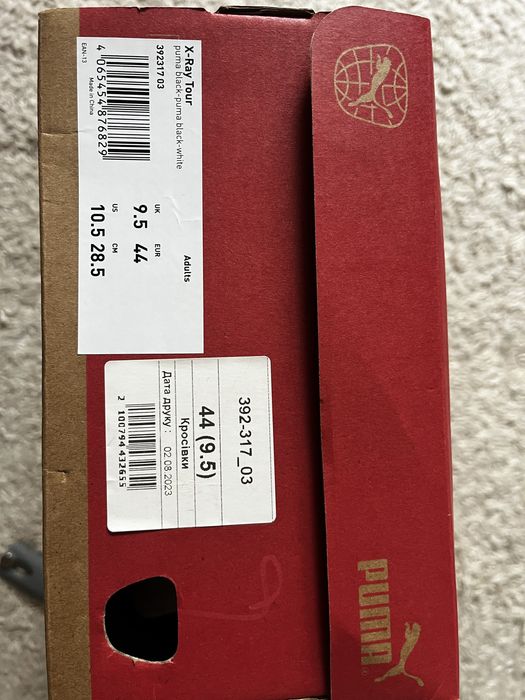 X-Ray Tour
puma black-puma black-white
392317 03
EAN-13
4 065454 876829
Made in China
Adults
UK
EUR
9.5
44
US
CM
10.5
28.5
392-317_03
44 (9.5)
Кросівки
Дата друку :
02.08.2023
2 100794 432655
PUMA